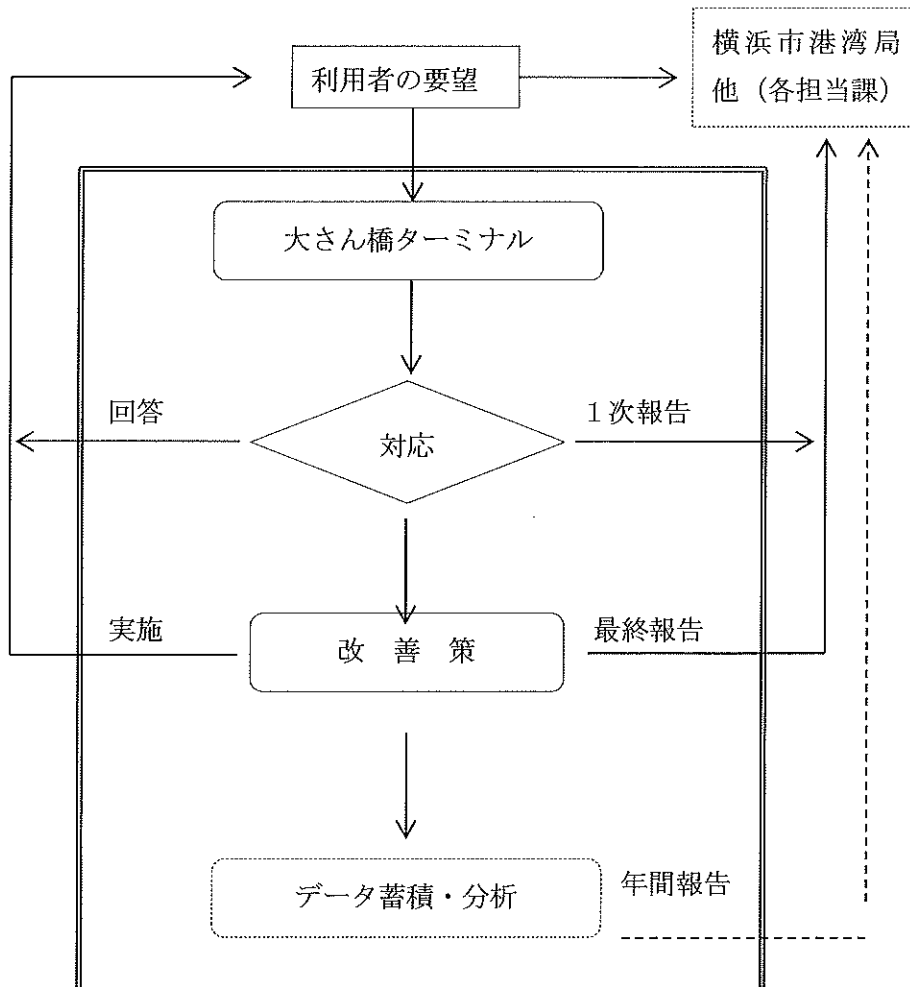 利用者の要望
横浜市港湾局
他（各担当課）
大さん橋ターミナル
回答
対応
１次報告
実施
改　善　策
最終報告
データ蓄積・分析
年間報告